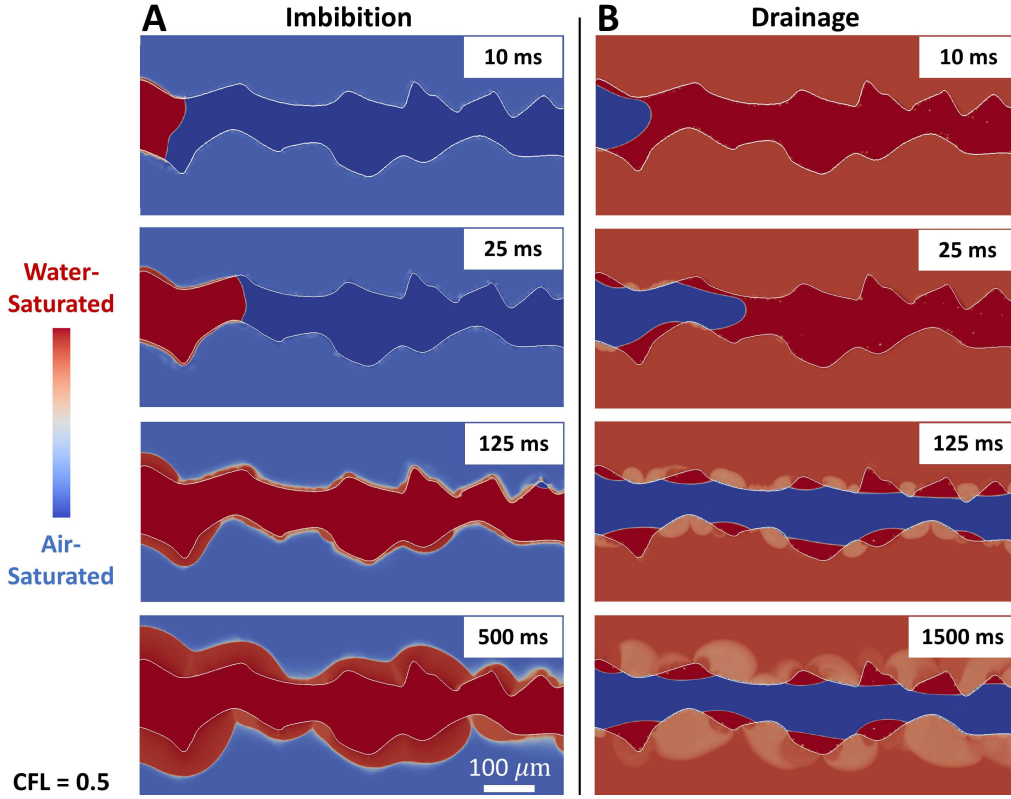 A Imbibition
B Drainage
10 ms
10 ms
25 ms
25 ms
Water-
Saturated
Air-
Saturated
125 ms
125 ms
500 ms
1500 ms
100 μm
CFL = 0.5